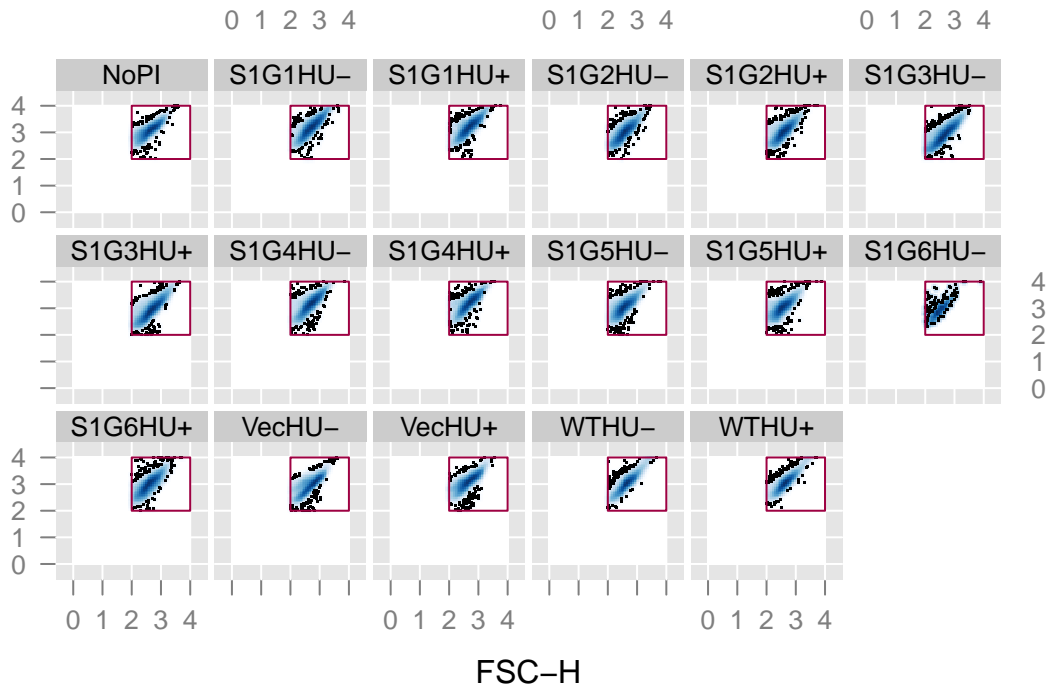 0 1 2 3 4 0 1 2 3 4 0 1 2 3 4
NoPI S1G1HU− S1G1HU+ S1G2HU− S1G2HU+ S1G3HU−
4
3
2
1
0
S1G3HU+ S1G4HU− S1G4HU+ S1G5HU− S1G5HU+ S1G6HU−
4
3
2
1
0
S1G6HU+ VecHU− VecHU+ WTHU− WTHU+
4
3
2
1
0
0 1 2 3 4 0 1 2 3 4 0 1 2 3 4
FSC−H